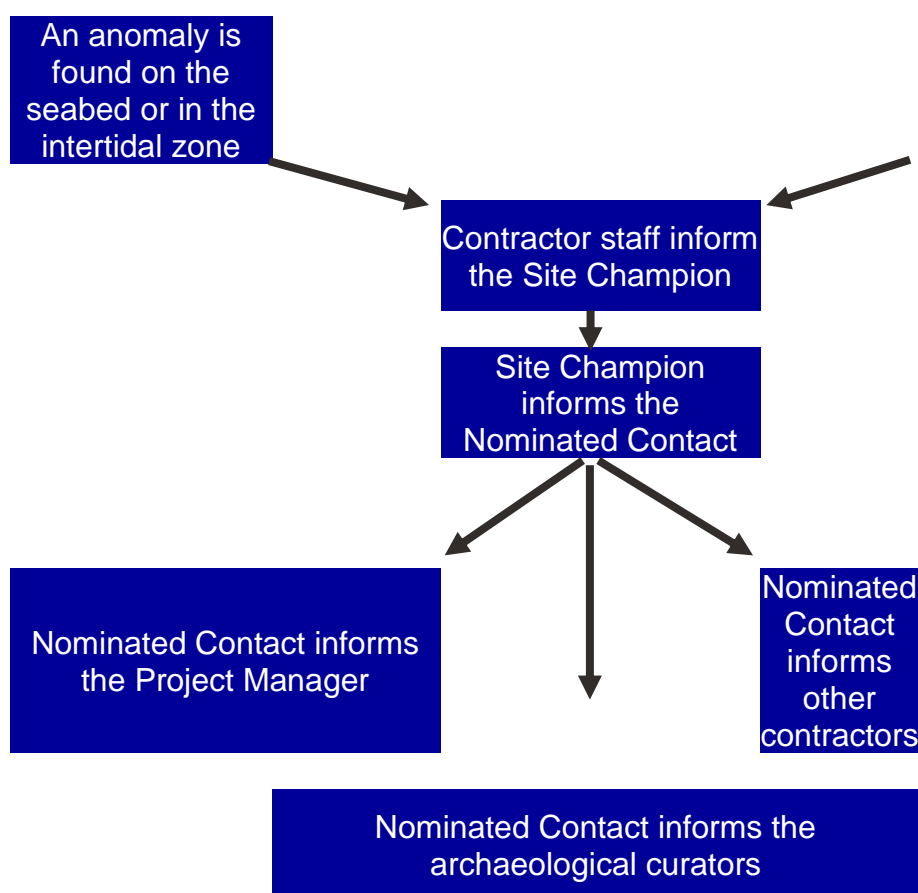 An anomaly is
found on the
seabed or in the
intertidal zone
Contractor staff inform
the Site Champion
Site Champion
informs the
Nominated Contact
Nominated Contact informs
the Project Manager
Nominated
Contact
informs
other
contractors
Nominated Contact informs the
archaeological curators